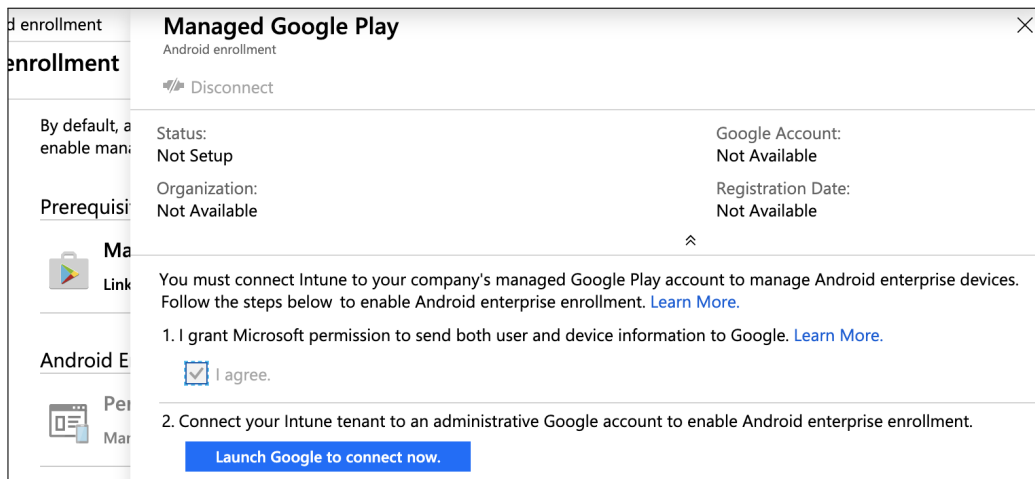 d enrollment
enrollment
By default, a
enable mana
Prerequisi
Ma
Link
Android E
Per
Mar
Managed Google Play
Android enrollment
Disconnect
Status:
Not Setup
Google Account:
Not Available
Organization:
Not Available
Registration Date:
Not Available
You must connect Intune to your company's managed Google Play account to manage Android enterprise devices.
Follow the steps below to enable Android enterprise enrollment. Learn More.
1. I grant Microsoft permission to send both user and device information to Google. Learn More.
I agree.
2. Connect your Intune tenant to an administrative Google account to enable Android enterprise enrollment.
Launch Google to connect now.